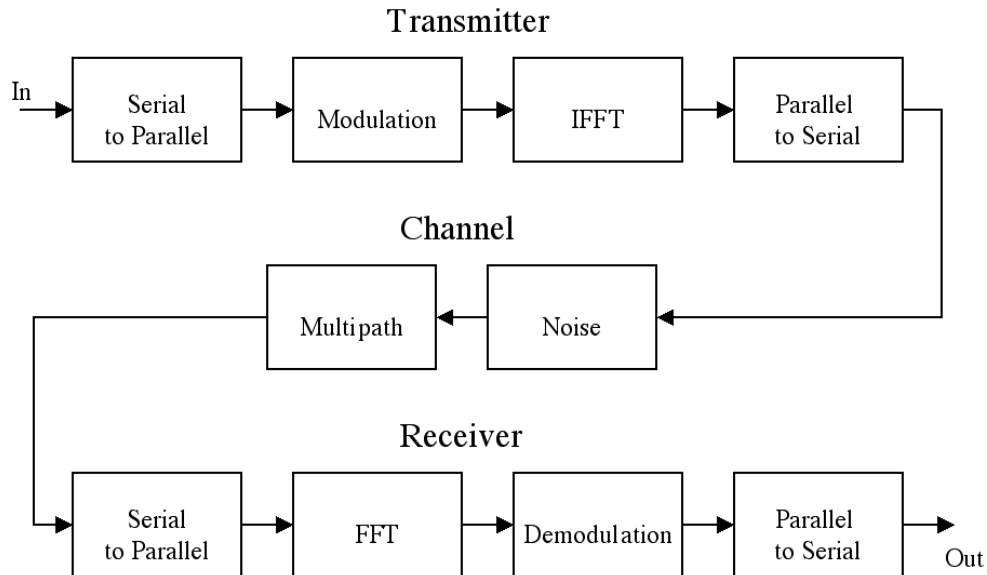 Transmitter
In
Serial
to Parallel
Modulation
IFFT
Parallel
to Serial
Channel
Multipath
Noise
Receiver
Serial
to Parallel
FFT
Demodulation
Parallel
to Serial
Out